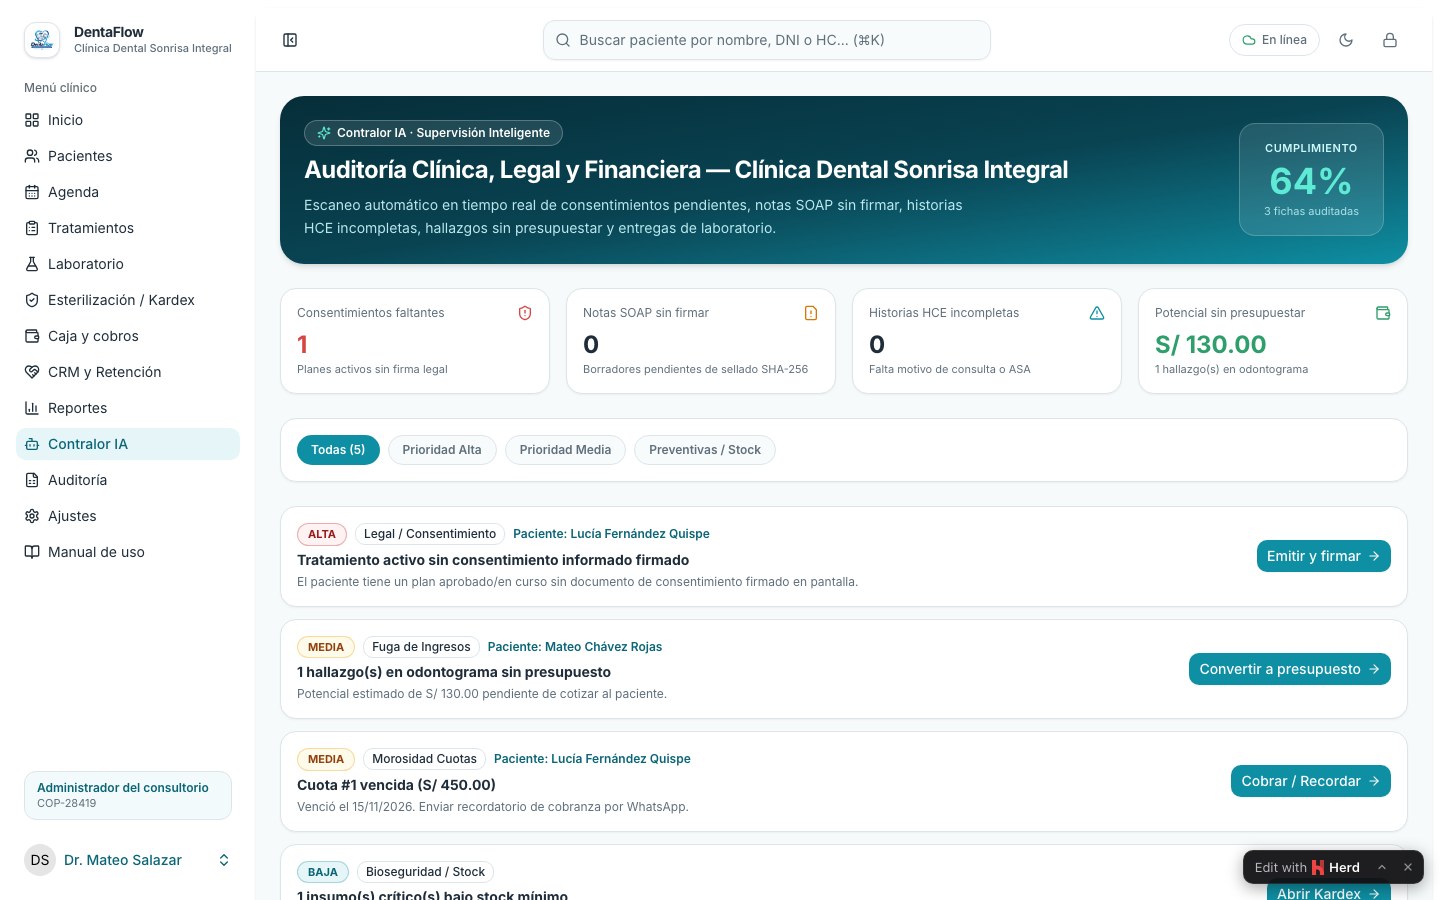 DentaFlow
Clínica Dental Sonrisa Integral
Menú clínico
Inicio
Pacientes
Agenda
Tratamientos
Laboratorio
Esterilización / Kardex
Caja y cobros
CRM y Retención
Reportes
Contralor IA
Auditoría
Ajustes
Manual de uso
Administrador del consultorio
COP-28419
DS Dr. Mateo Salazar
Buscar paciente por nombre, DNI o HC... (⌘K)
En línea
Contralor IA · Supervisión Inteligente
Auditoría Clínica, Legal y Financiera — Clínica Dental Sonrisa Integral
Escaneo automático en tiempo real de consentimientos pendientes, notas SOAP sin firmar, historias
HCE incompletas, hallazgos sin presupuestar y entregas de laboratorio.
CUMPLIMIENTO
64%
3 fichas auditadas
Consentimientos faltantes
1
Planes activos sin firma legal
Notas SOAP sin firmar
0
Borradores pendientes de sellado SHA-256
Historias HCE incompletas
0
Falta motivo de consulta o ASA
Potencial sin presupuestar
S/ 130.00
1 hallazgo(s) en odontograma
Todas (5) Prioridad Alta Prioridad Media Preventivas / Stock
ALTA Legal / Consentimiento Paciente: Lucía Fernández Quispe
Tratamiento activo sin consentimiento informado firmado
El paciente tiene un plan aprobado/en curso sin documento de consentimiento firmado en pantalla.
Emitir y firmar →
MEDIA Fuga de Ingresos Paciente: Mateo Chávez Rojas
1 hallazgo(s) en odontograma sin presupuesto
Potencial estimado de S/ 130.00 pendiente de cotizar al paciente.
Convertir a presupuesto →
MEDIA Morosidad Cuotas Paciente: Lucía Fernández Quispe
Cuota #1 vencida (S/ 450.00)
Venció el 15/11/2026. Enviar recordatorio de cobranza por WhatsApp.
Cobrar / Recordar →
BAJA Bioseguridad / Stock
1 insumo(s) crítico(s) bajo stock mínimo
Abrir Kardex →
Edit with Herd